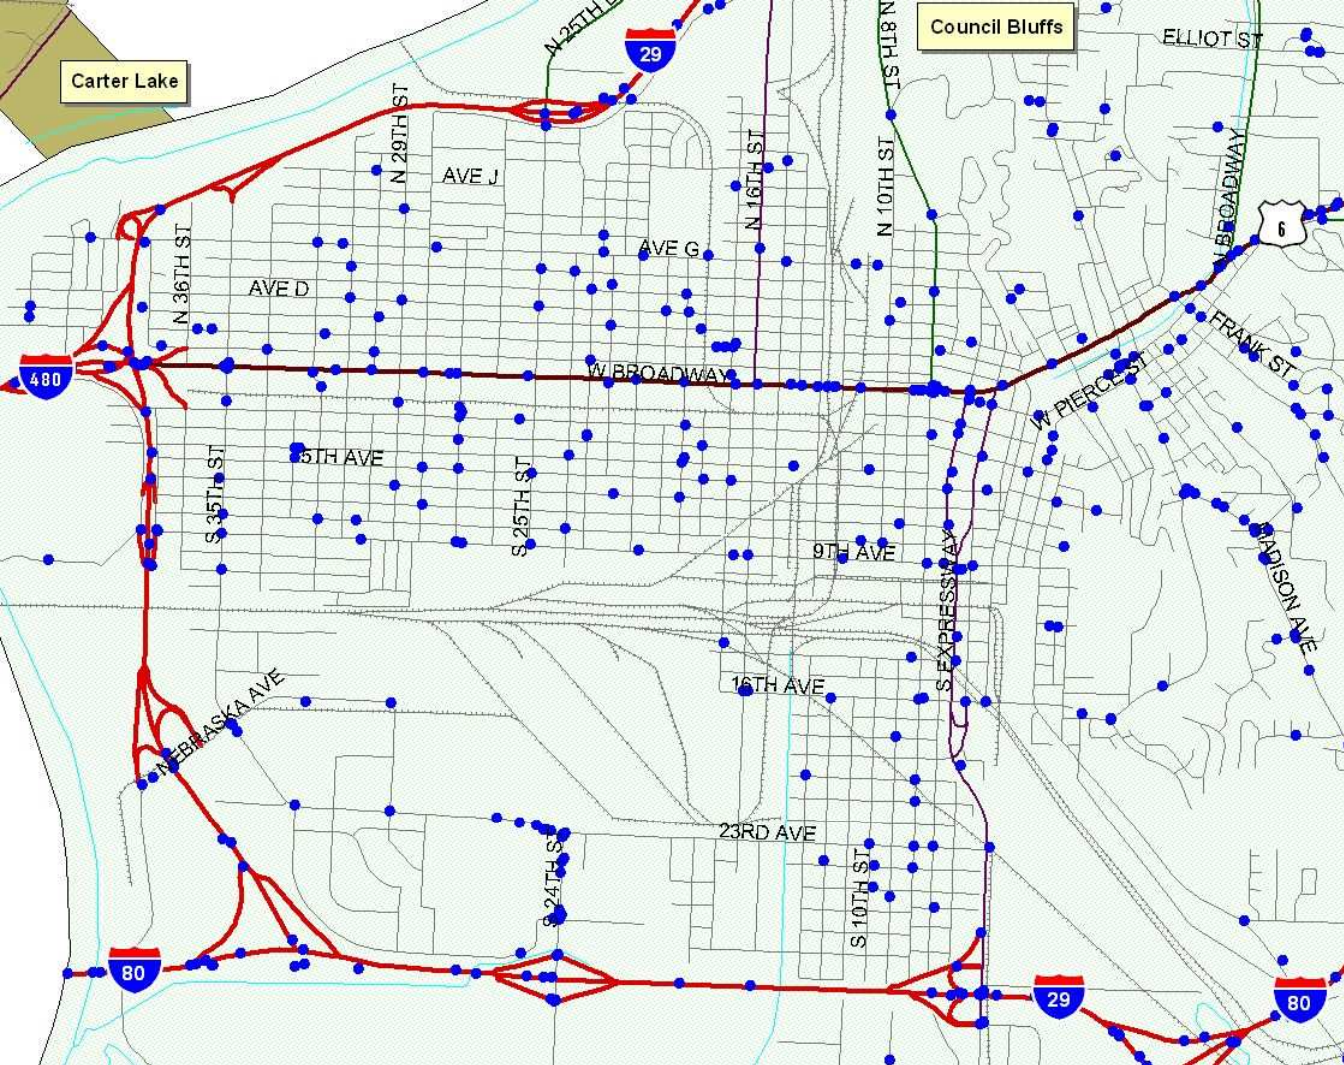 Carter Lake
N 25TH E
29
N 8TH ST
Council Bluffs
ELLIOT ST
N 29TH ST
AVE J
N 16TH ST
N 10TH ST
N BROADWAY
6
N 36TH ST
AVE G
AVE D
FRANK ST
480
W BROADWAY
W PIERCE ST
5TH AVE
S 35TH ST
S 25TH ST
9TH AVE
S EXPRESSWAY
MADISON AVE
16TH AVE
NEBRASKA AVE
23RD AVE
S 24TH ST
S 10TH ST
80
29
80